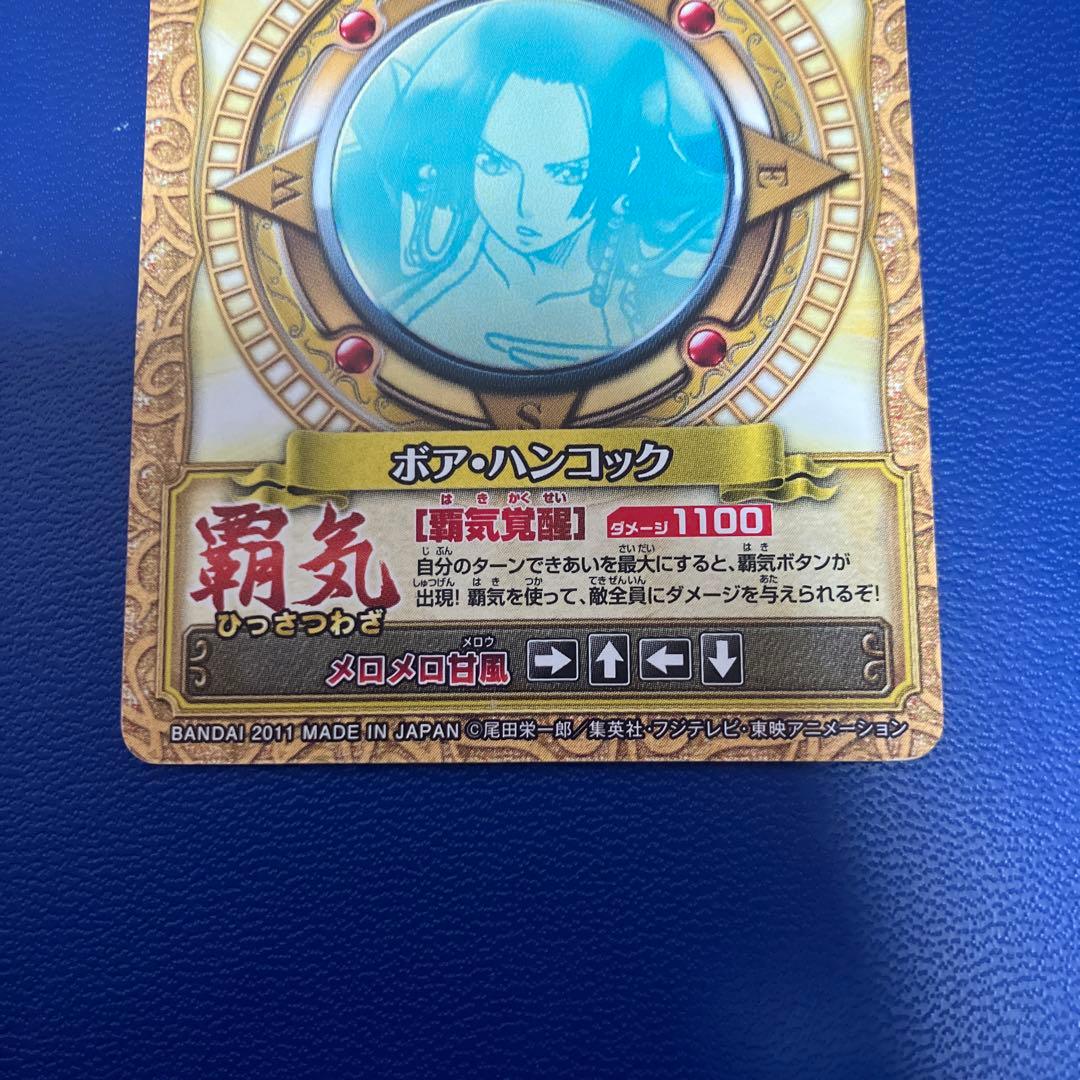 W
E
S
ボア・ハンコック
覇気
ひっさつわざ
はきかくせい
[覇気覚醒] ダメージ 1100
じぶん さいだい はき
自分のターンできあいを最大にすると、覇気ボタンが
しゅつげん はき つか てきぜんいん あた
出現! 覇気を使って、敵全員にダメージを与えられるぞ!
メロウ
メロメロ甘風 → ↑ ← ↓
BANDAI 2011 MADE IN JAPAN ©尾田栄一郎/集英社・フジテレビ・東映アニメーション